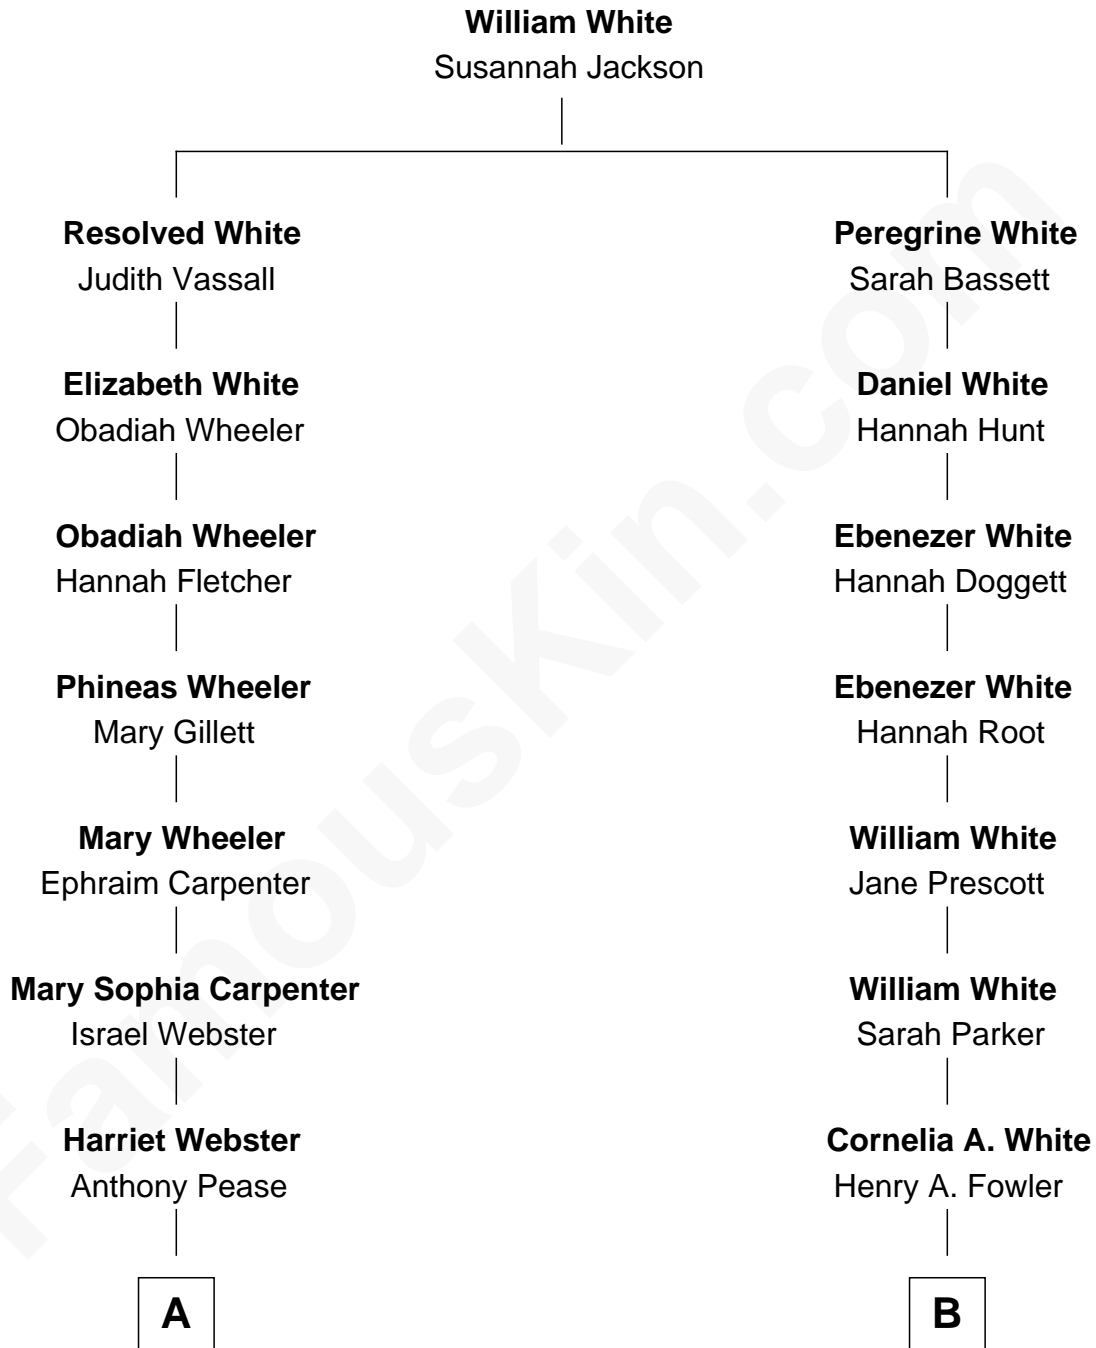 William White
Susannah Jackson
Resolved White
Judith Vassall
Peregrine White
Sarah Bassett
Elizabeth White
Obadiah Wheeler
Daniel White
Hannah Hunt
Obadiah Wheeler
Hannah Fletcher
Ebenezer White
Hannah Doggett
Phineas Wheeler
Mary Gillett
Ebenezer White
Hannah Root
Mary Wheeler
Ephraim Carpenter
William White
Jane Prescott
Mary Sophia Carpenter
Israel Webster
William White
Sarah Parker
Harriet Webster
Anthony Pease
Cornelia A. White
Henry A. Fowler
A
B
FamousKin.com